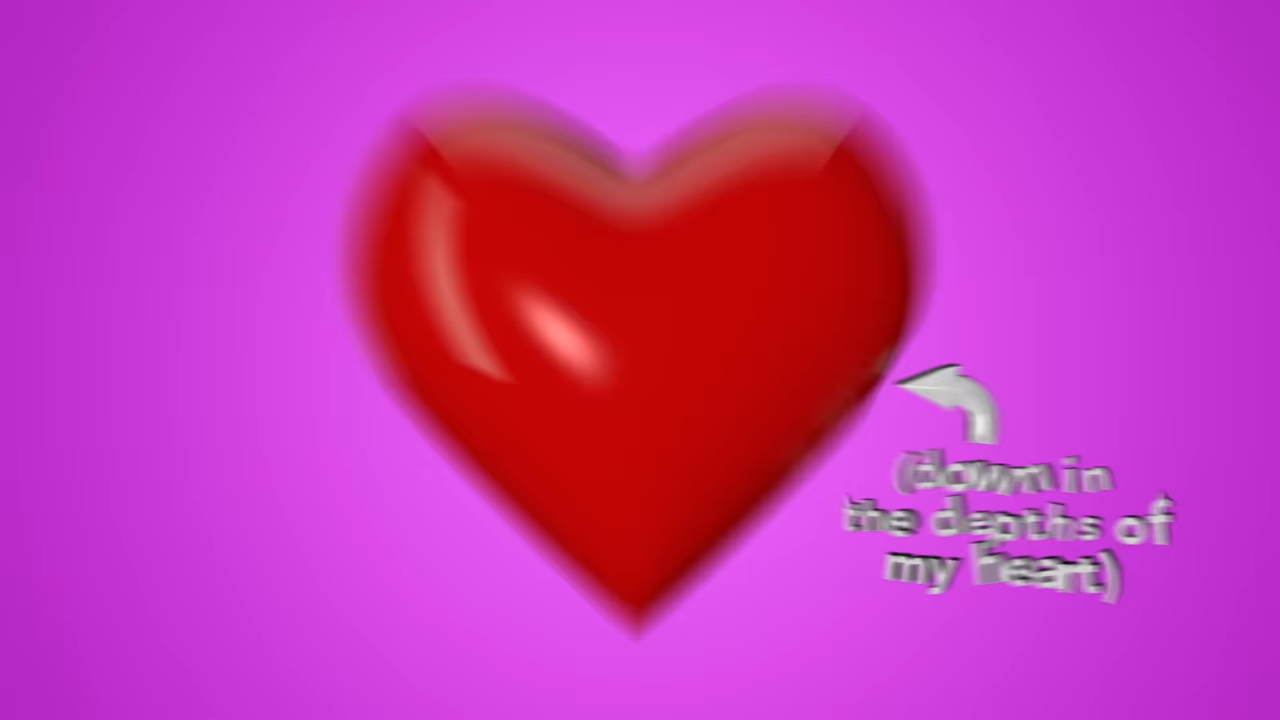 (down in
the depths of
my heart)